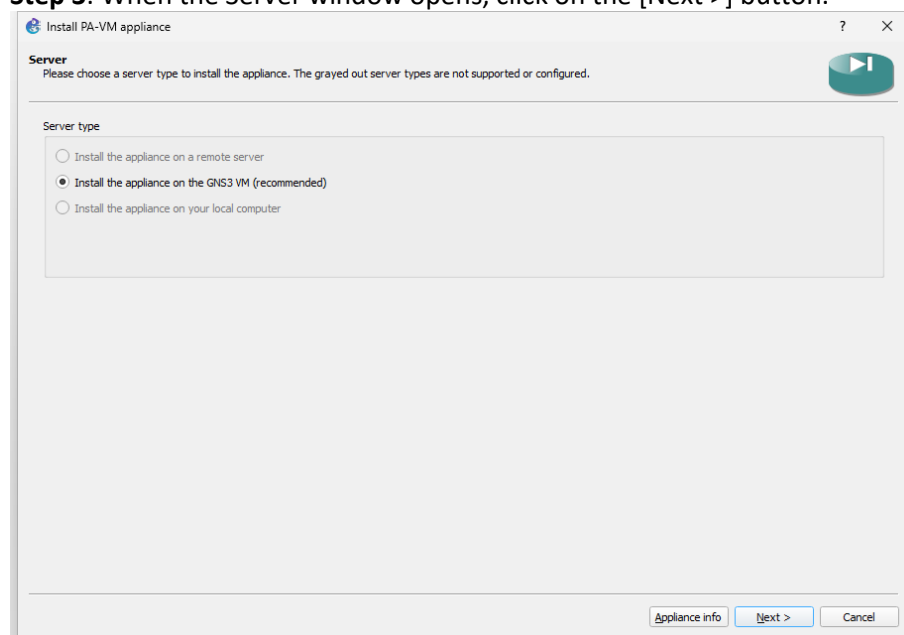 Step 3: When the Server window opens, click on the [Next >] button.
Install PA-VM appliance
? ×
Server
Please choose a server type to install the appliance. The grayed out server types are not supported or configured.
Server type
Install the appliance on a remote server
Install the appliance on the GNS3 VM (recommended)
Install the appliance on your local computer
Appliance info Next > Cancel